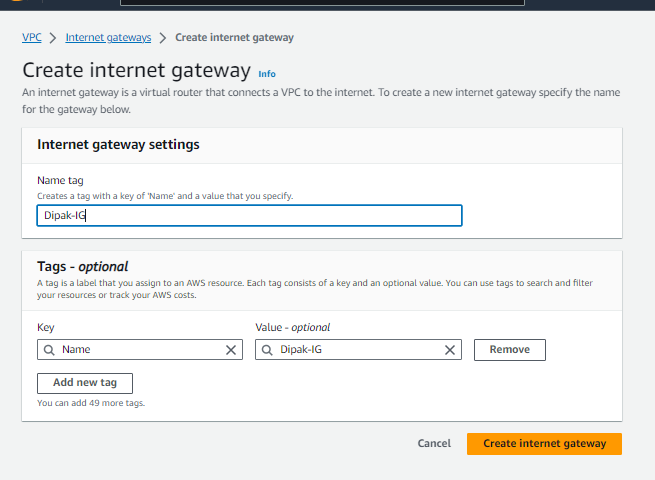 VPC > Internet gateways > Create internet gateway
Create internet gateway Info
An internet gateway is a virtual router that connects a VPC to the internet. To create a new internet gateway specify the name
for the gateway below.
Internet gateway settings
Name tag
Creates a tag with a key of 'Name' and a value that you specify.
Dipak-IG
Tags - optional
A tag is a label that you assign to an AWS resource. Each tag consists of a key and an optional value. You can use tags to search and filter
your resources or track your AWS costs.
Key Value - optional
Name Dipak-IG Remove
Add new tag
You can add 49 more tags.
Cancel Create internet gateway